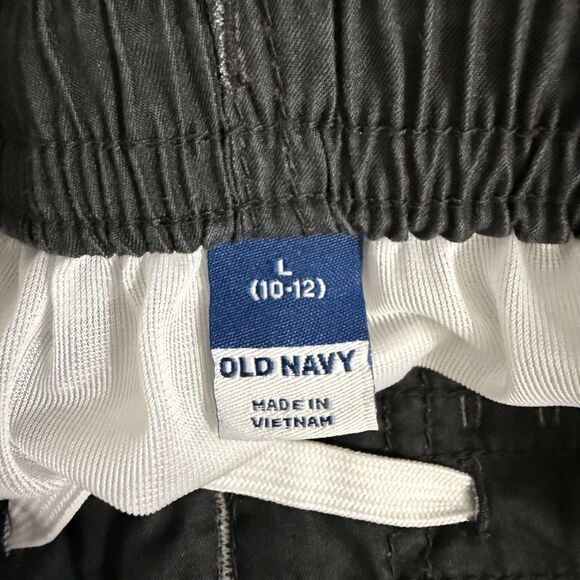 L
(10-12)
OLD NAVY
MADE IN
VIETNAM